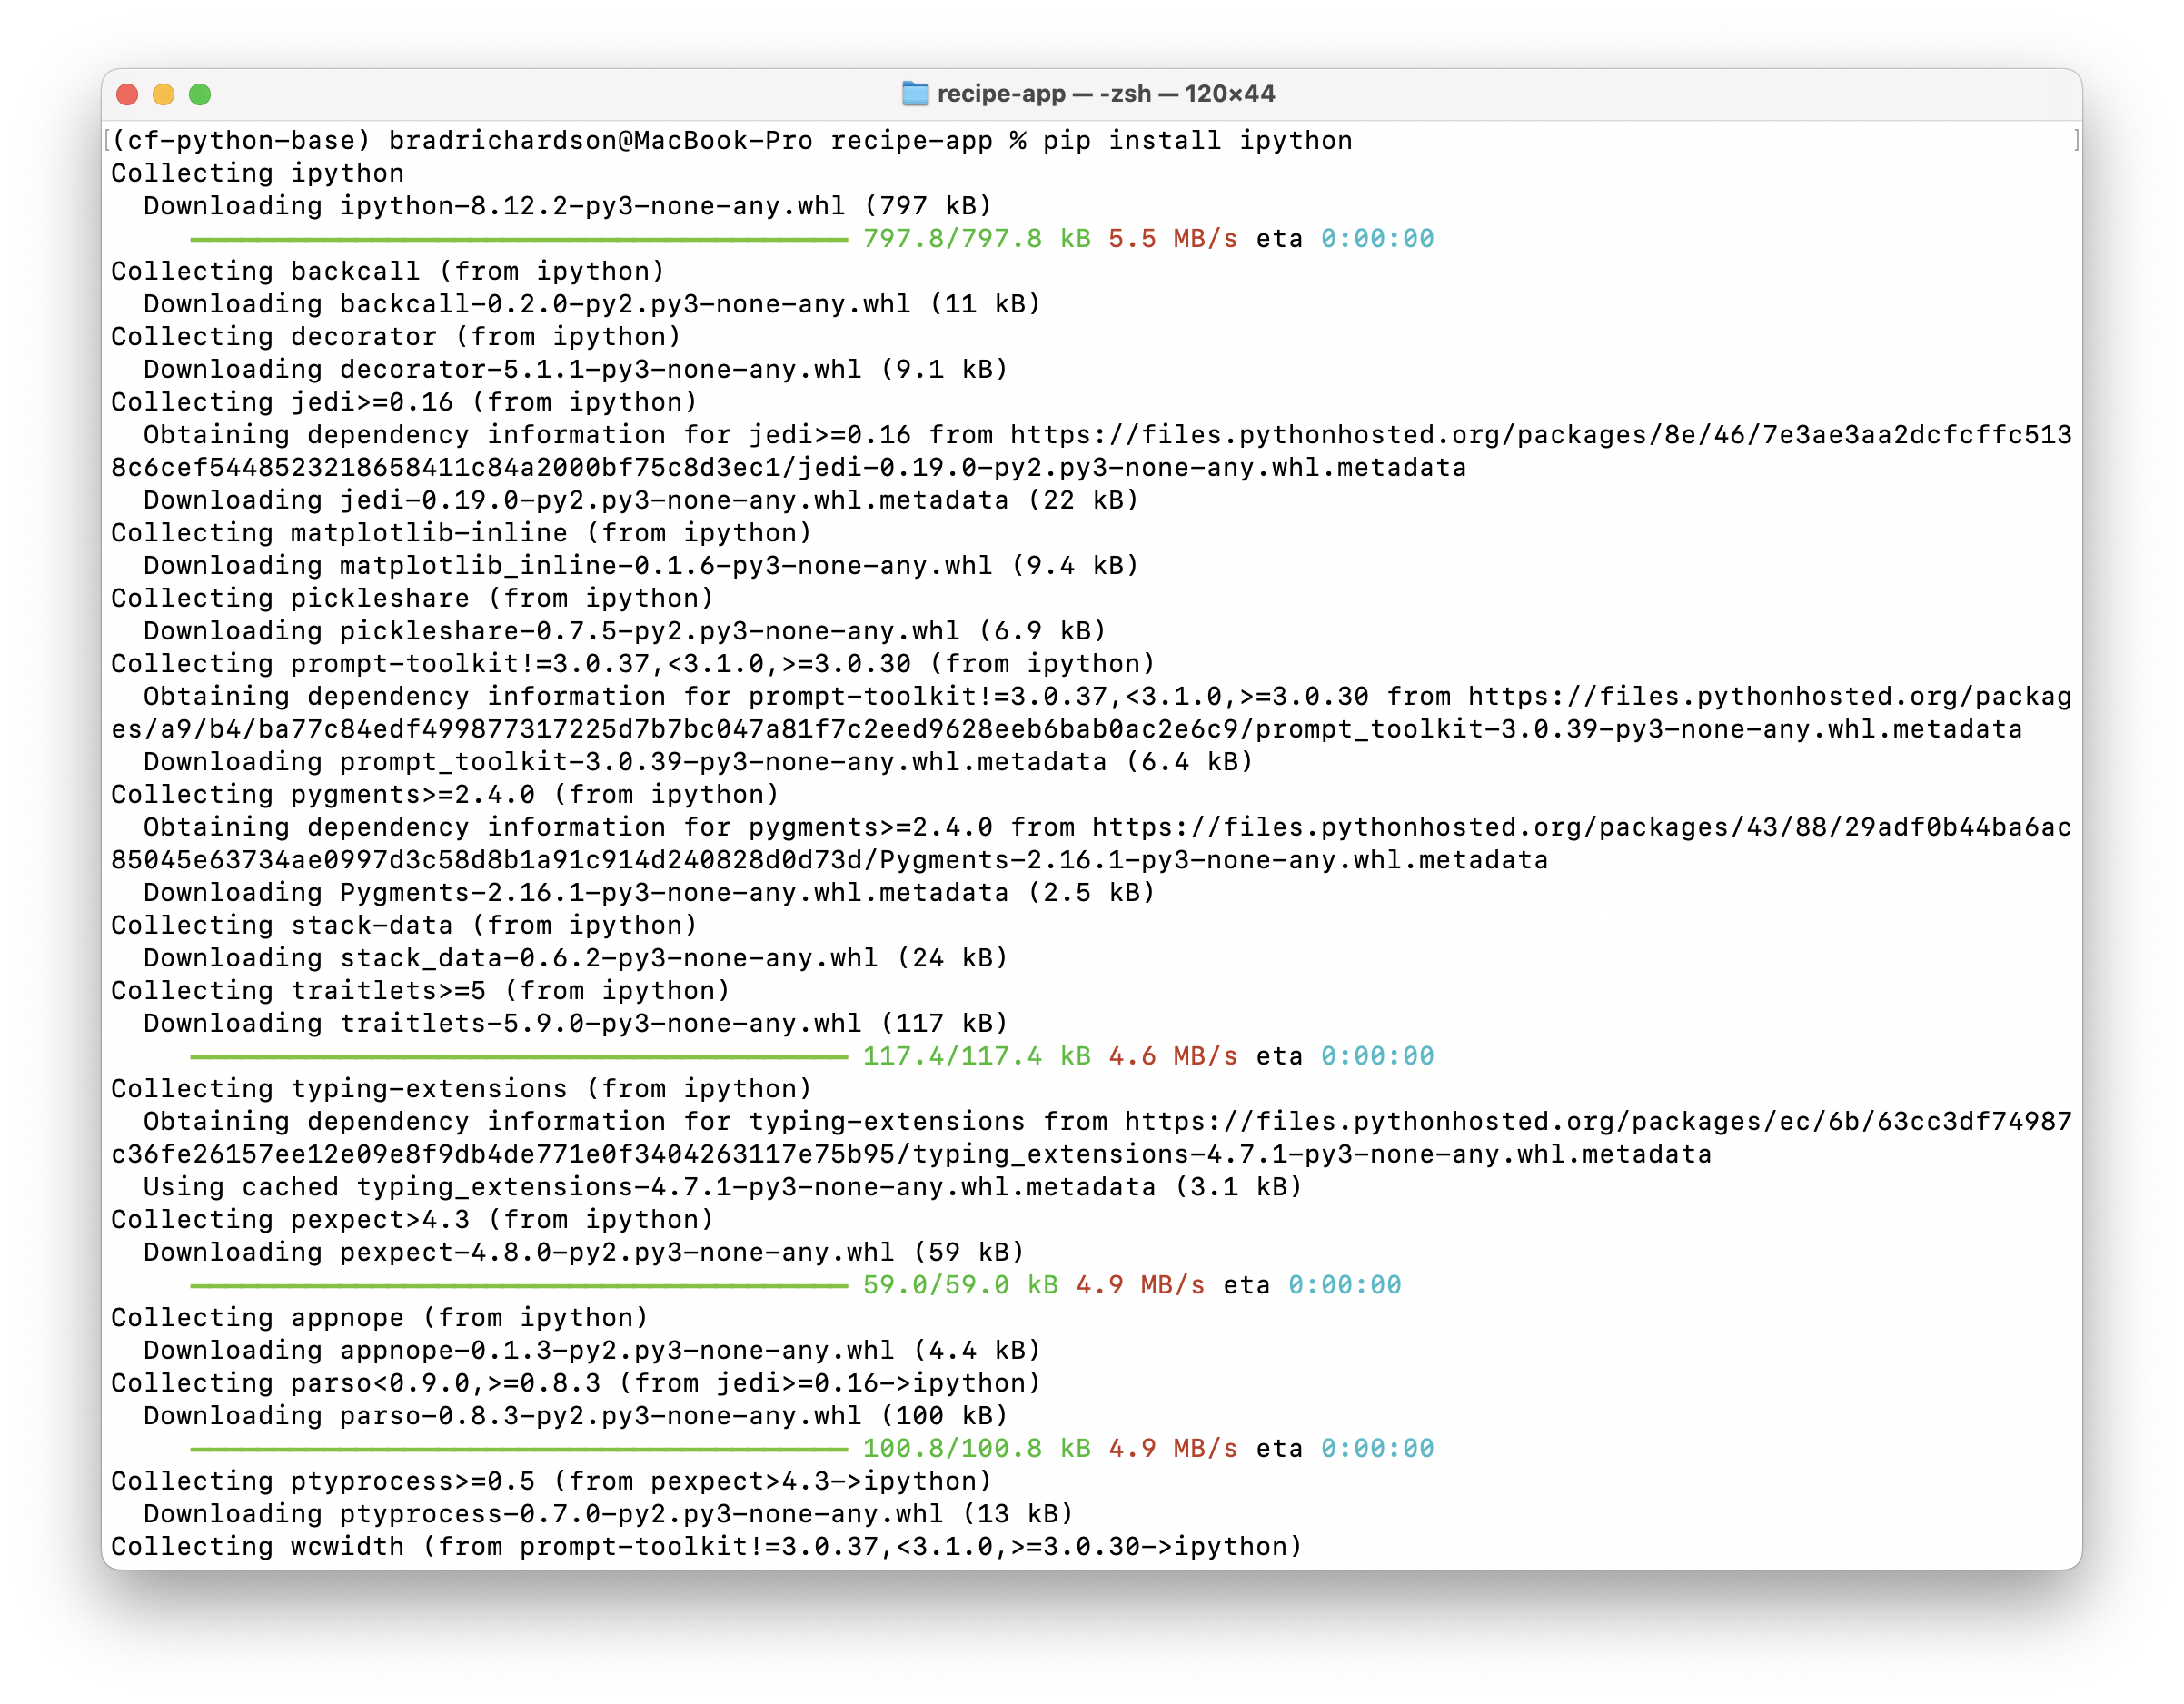 recipe-app — -zsh — 120×44
(cf-python-base) bradrichardson@MacBook-Pro recipe-app % pip install ipython
Collecting ipython
  Downloading ipython-8.12.2-py3-none-any.whl (797 kB)
     ━━━━━━━━━━━━━━━━━━━━━━━━━━━━━━━━━━━━━━━━ 797.8/797.8 kB 5.5 MB/s eta 0:00:00
Collecting backcall (from ipython)
  Downloading backcall-0.2.0-py2.py3-none-any.whl (11 kB)
Collecting decorator (from ipython)
  Downloading decorator-5.1.1-py3-none-any.whl (9.1 kB)
Collecting jedi>=0.16 (from ipython)
  Obtaining dependency information for jedi>=0.16 from https://files.pythonhosted.org/packages/8e/46/7e3ae3aa2dcfcffc513
8c6cef5448523218658411c84a2000bf75c8d3ec1/jedi-0.19.0-py2.py3-none-any.whl.metadata
  Downloading jedi-0.19.0-py2.py3-none-any.whl.metadata (22 kB)
Collecting matplotlib-inline (from ipython)
  Downloading matplotlib_inline-0.1.6-py3-none-any.whl (9.4 kB)
Collecting pickleshare (from ipython)
  Downloading pickleshare-0.7.5-py2.py3-none-any.whl (6.9 kB)
Collecting prompt-toolkit!=3.0.37,<3.1.0,>=3.0.30 (from ipython)
  Obtaining dependency information for prompt-toolkit!=3.0.37,<3.1.0,>=3.0.30 from https://files.pythonhosted.org/packag
es/a9/b4/ba77c84edf499877317225d7b7bc047a81f7c2eed9628eeb6bab0ac2e6c9/prompt_toolkit-3.0.39-py3-none-any.whl.metadata
  Downloading prompt_toolkit-3.0.39-py3-none-any.whl.metadata (6.4 kB)
Collecting pygments>=2.4.0 (from ipython)
  Obtaining dependency information for pygments>=2.4.0 from https://files.pythonhosted.org/packages/43/88/29adf0b44ba6ac
85045e63734ae0997d3c58d8b1a91c914d240828d0d73d/Pygments-2.16.1-py3-none-any.whl.metadata
  Downloading Pygments-2.16.1-py3-none-any.whl.metadata (2.5 kB)
Collecting stack-data (from ipython)
  Downloading stack_data-0.6.2-py3-none-any.whl (24 kB)
Collecting traitlets>=5 (from ipython)
  Downloading traitlets-5.9.0-py3-none-any.whl (117 kB)
     ━━━━━━━━━━━━━━━━━━━━━━━━━━━━━━━━━━━━━━━━ 117.4/117.4 kB 4.6 MB/s eta 0:00:00
Collecting typing-extensions (from ipython)
  Obtaining dependency information for typing-extensions from https://files.pythonhosted.org/packages/ec/6b/63cc3df74987
c36fe26157ee12e09e8f9db4de771e0f3404263117e75b95/typing_extensions-4.7.1-py3-none-any.whl.metadata
  Using cached typing_extensions-4.7.1-py3-none-any.whl.metadata (3.1 kB)
Collecting pexpect>4.3 (from ipython)
  Downloading pexpect-4.8.0-py2.py3-none-any.whl (59 kB)
     ━━━━━━━━━━━━━━━━━━━━━━━━━━━━━━━━━━━━━━━━ 59.0/59.0 kB 4.9 MB/s eta 0:00:00
Collecting appnope (from ipython)
  Downloading appnope-0.1.3-py2.py3-none-any.whl (4.4 kB)
Collecting parso<0.9.0,>=0.8.3 (from jedi>=0.16->ipython)
  Downloading parso-0.8.3-py2.py3-none-any.whl (100 kB)
     ━━━━━━━━━━━━━━━━━━━━━━━━━━━━━━━━━━━━━━━━ 100.8/100.8 kB 4.9 MB/s eta 0:00:00
Collecting ptyprocess>=0.5 (from pexpect>4.3->ipython)
  Downloading ptyprocess-0.7.0-py2.py3-none-any.whl (13 kB)
Collecting wcwidth (from prompt-toolkit!=3.0.37,<3.1.0,>=3.0.30->ipython)